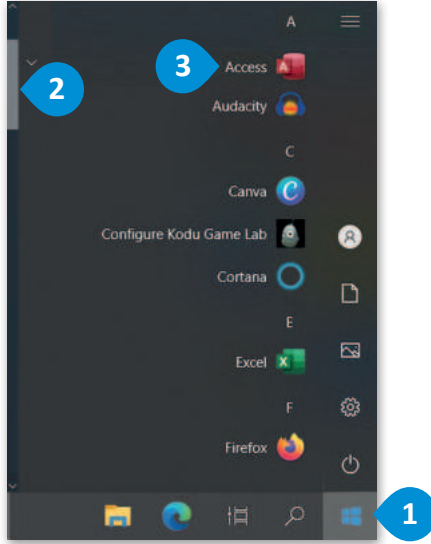 A
3
Access
2
Audacity
C
Canva
Configure Kodu Game Lab
Cortana
E
Excel
F
Firefox
1